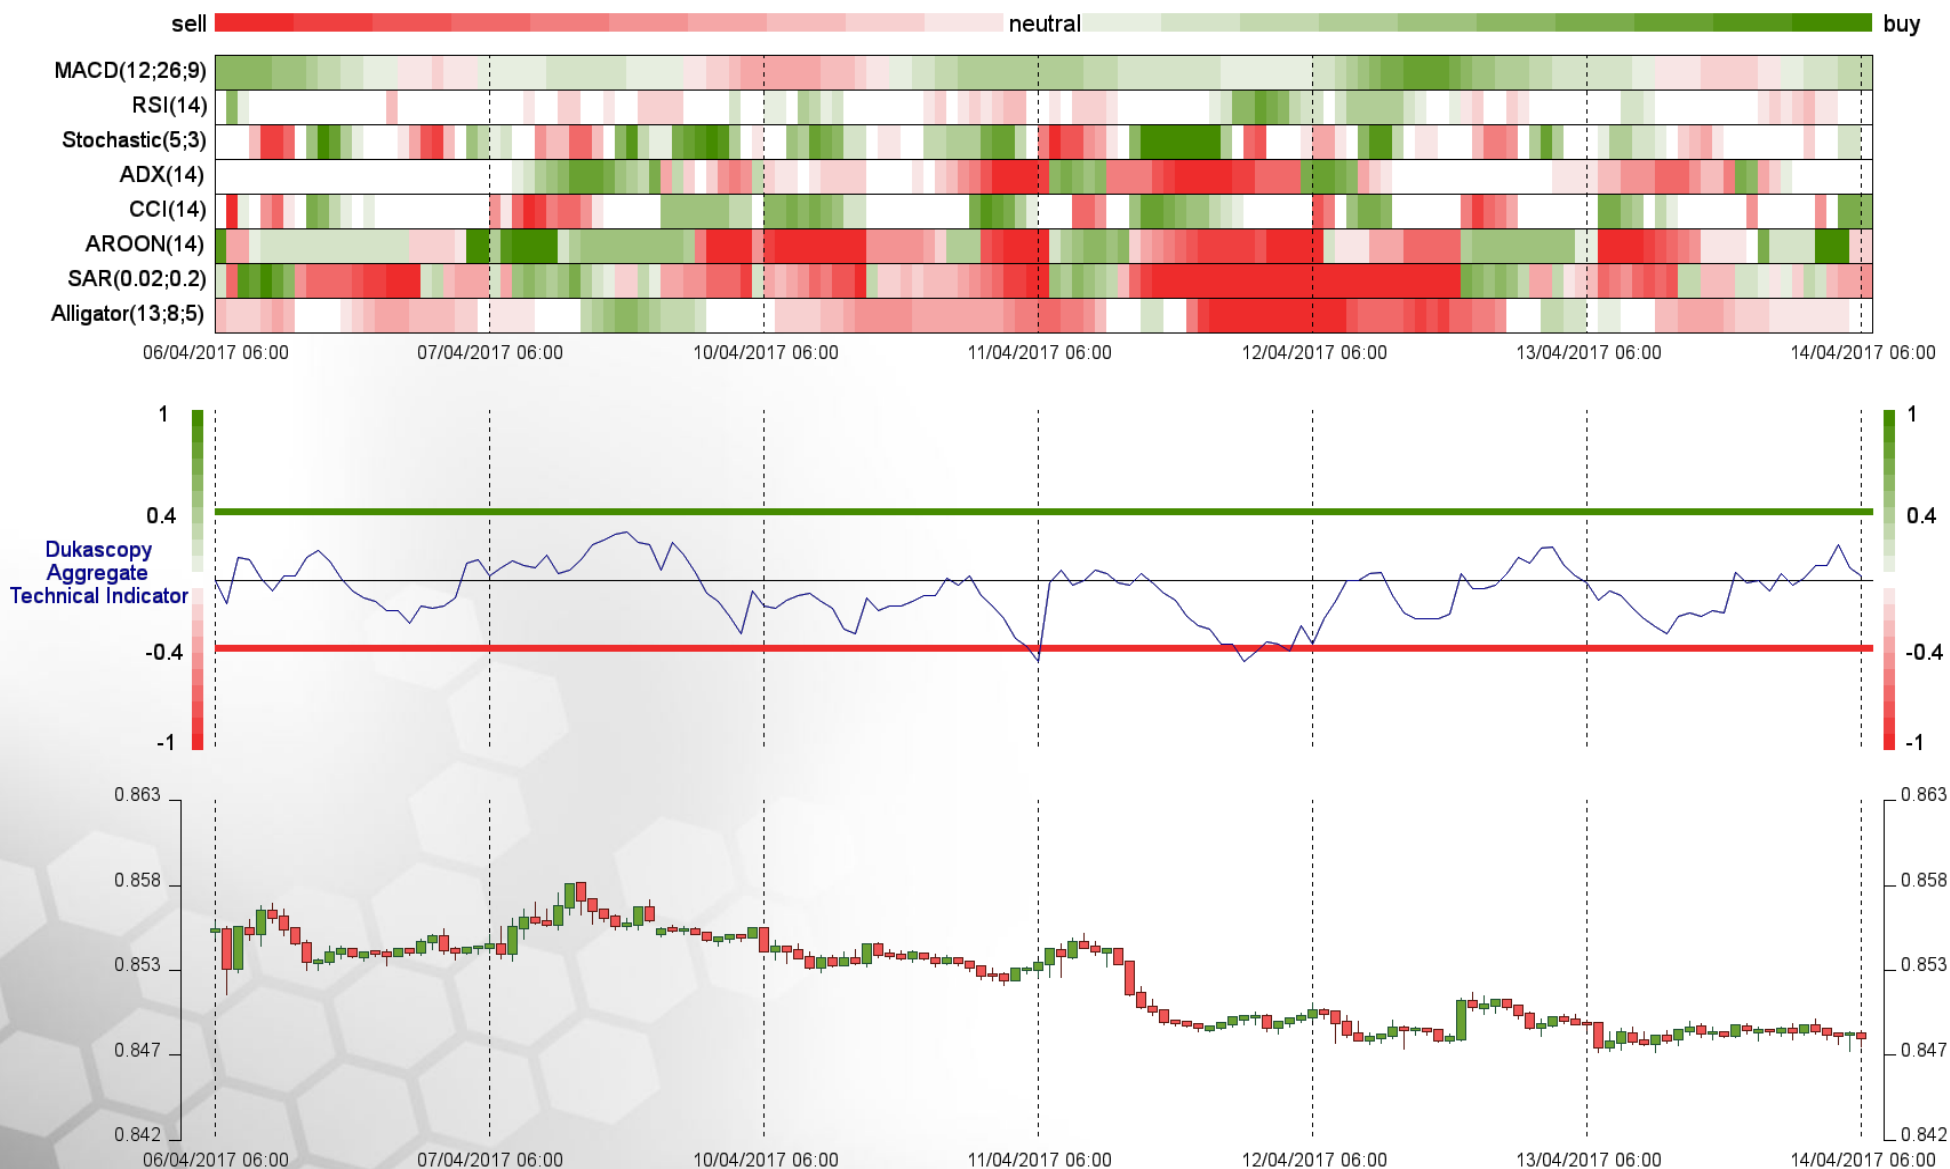 sell neutral buy
MACD(12;26;9)
RSI(14)
Stochastic(5;3)
ADX(14)
CCI(14)
AROON(14)
SAR(0.02;0.2)
Alligator(13;8;5)
06/04/2017 06:00 07/04/2017 06:00 10/04/2017 06:00 11/04/2017 06:00 12/04/2017 06:00 13/04/2017 06:00 14/04/2017 06:00
1 1
0.4 0.4
Dukascopy
Aggregate
Technical Indicator
-0.4 -0.4
-1 -1
0.863 0.863
0.858 0.858
0.853 0.853
0.847 0.847
0.842 0.842
06/04/2017 06:00 07/04/2017 06:00 10/04/2017 06:00 11/04/2017 06:00 12/04/2017 06:00 13/04/2017 06:00 14/04/2017 06:00